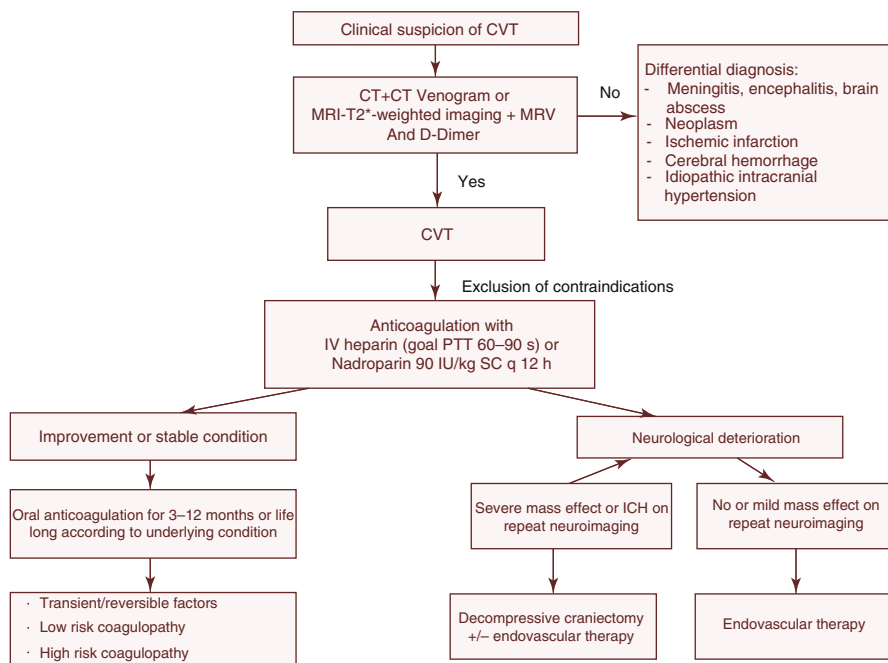 Clinical suspicion of CVT
CT+CT Venogram or
MRI-T2*-weighted imaging + MRV
And D-Dimer
No
Differential diagnosis:
- Meningitis, encephalitis, brain
abscess
- Neoplasm
- Ischemic infarction
- Cerebral hemorrhage
- Idiopathic intracranial
hypertension
Yes
CVT
Exclusion of contraindications
Anticoagulation with
IV heparin (goal PTT 60–90 s) or
Nadroparin 90 IU/kg SC q 12 h
Improvement or stable condition
Neurological deterioration
Oral anticoagulation for 3–12 months or life
long according to underlying condition
Severe mass effect or ICH on
repeat neuroimaging
No or mild mass effect on
repeat neuroimaging
· Transient/reversible factors
· Low risk coagulopathy
· High risk coagulopathy
Decompressive craniectomy
+/– endovascular therapy
Endovascular therapy